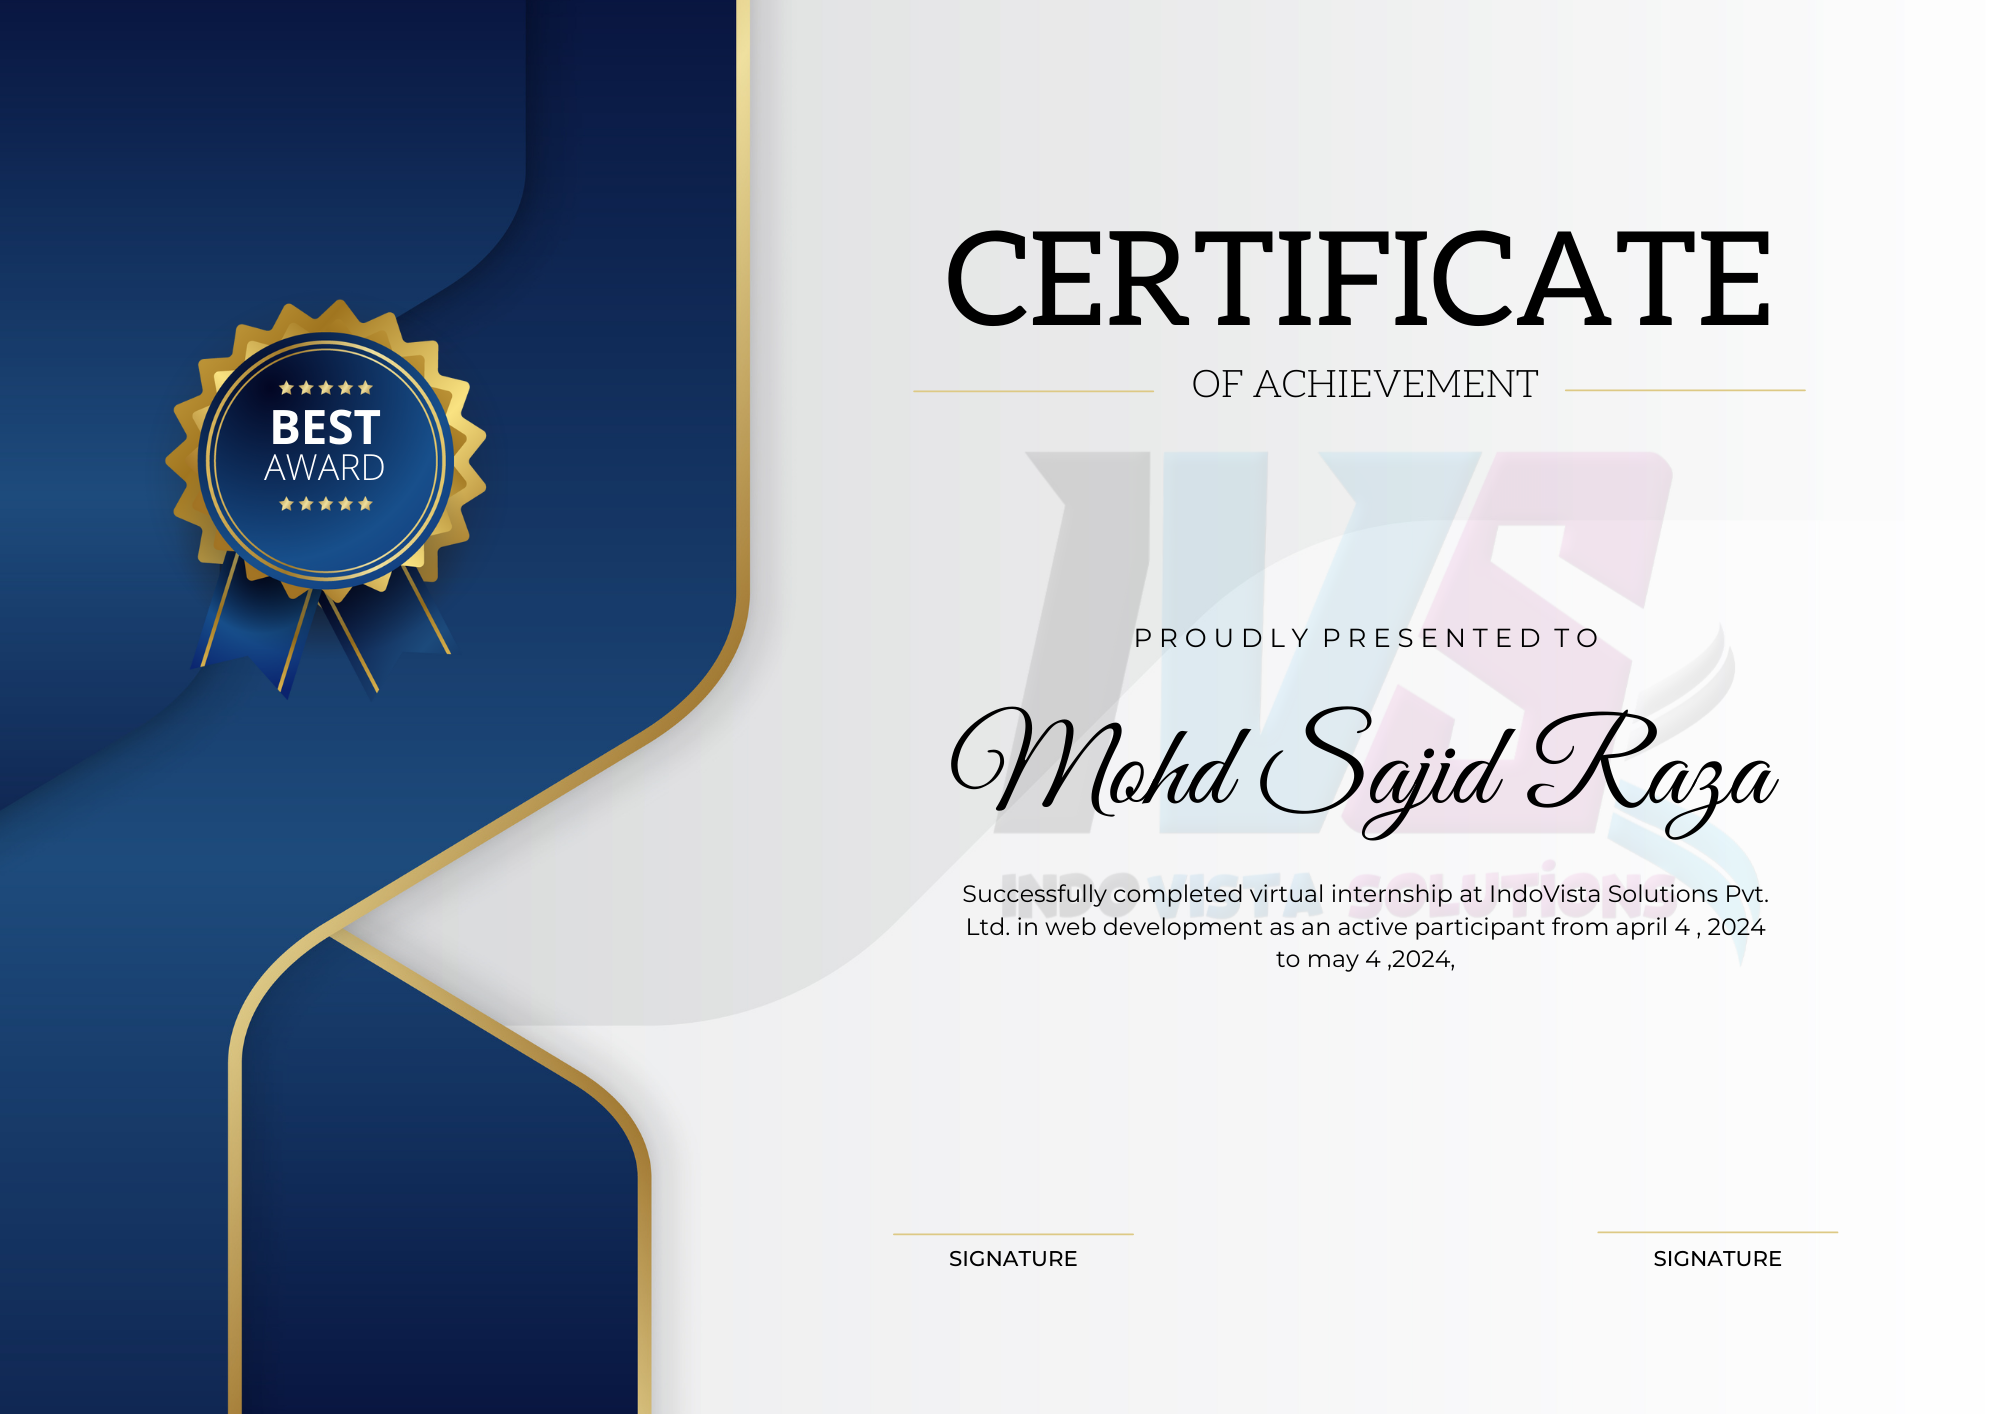 BEST
AWARD
CERTIFICATE
OF ACHIEVEMENT
IVS
PROUDLY PRESENTED TO
Mohd Sajid Raza
INDOVISTA SOLUTIONS
Successfully completed virtual internship at IndoVista Solutions Pvt.
Ltd. in web development as an active participant from april 4 , 2024
to may 4 ,2024,
SIGNATURE
SIGNATURE